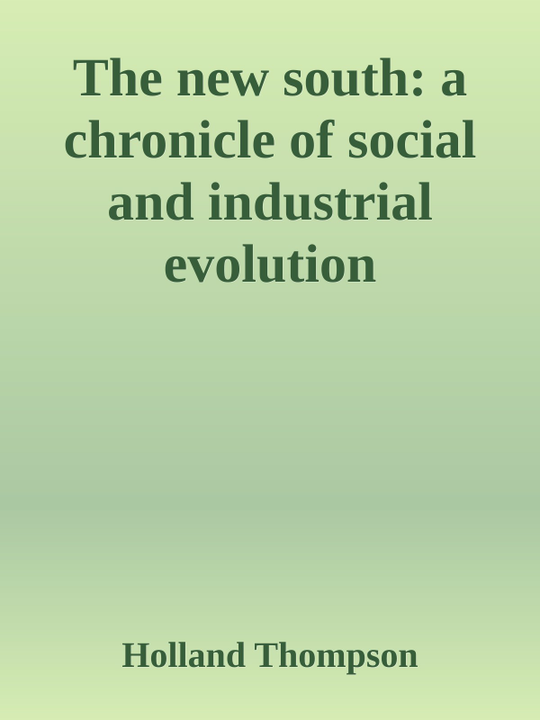 The new south: a
chronicle of social
and industrial
evolution
Holland Thompson